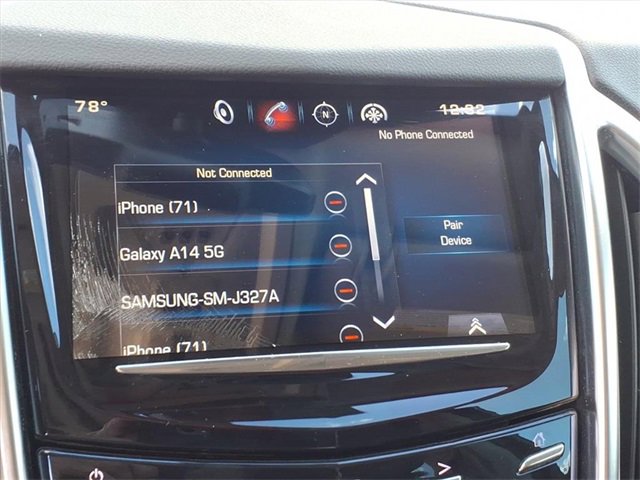 78°
N
12:02
No Phone Connected
Not Connected
iPhone (71)
Galaxy A14 5G
SAMSUNG-SM-J327A
iPhone (71)
Pair
Device